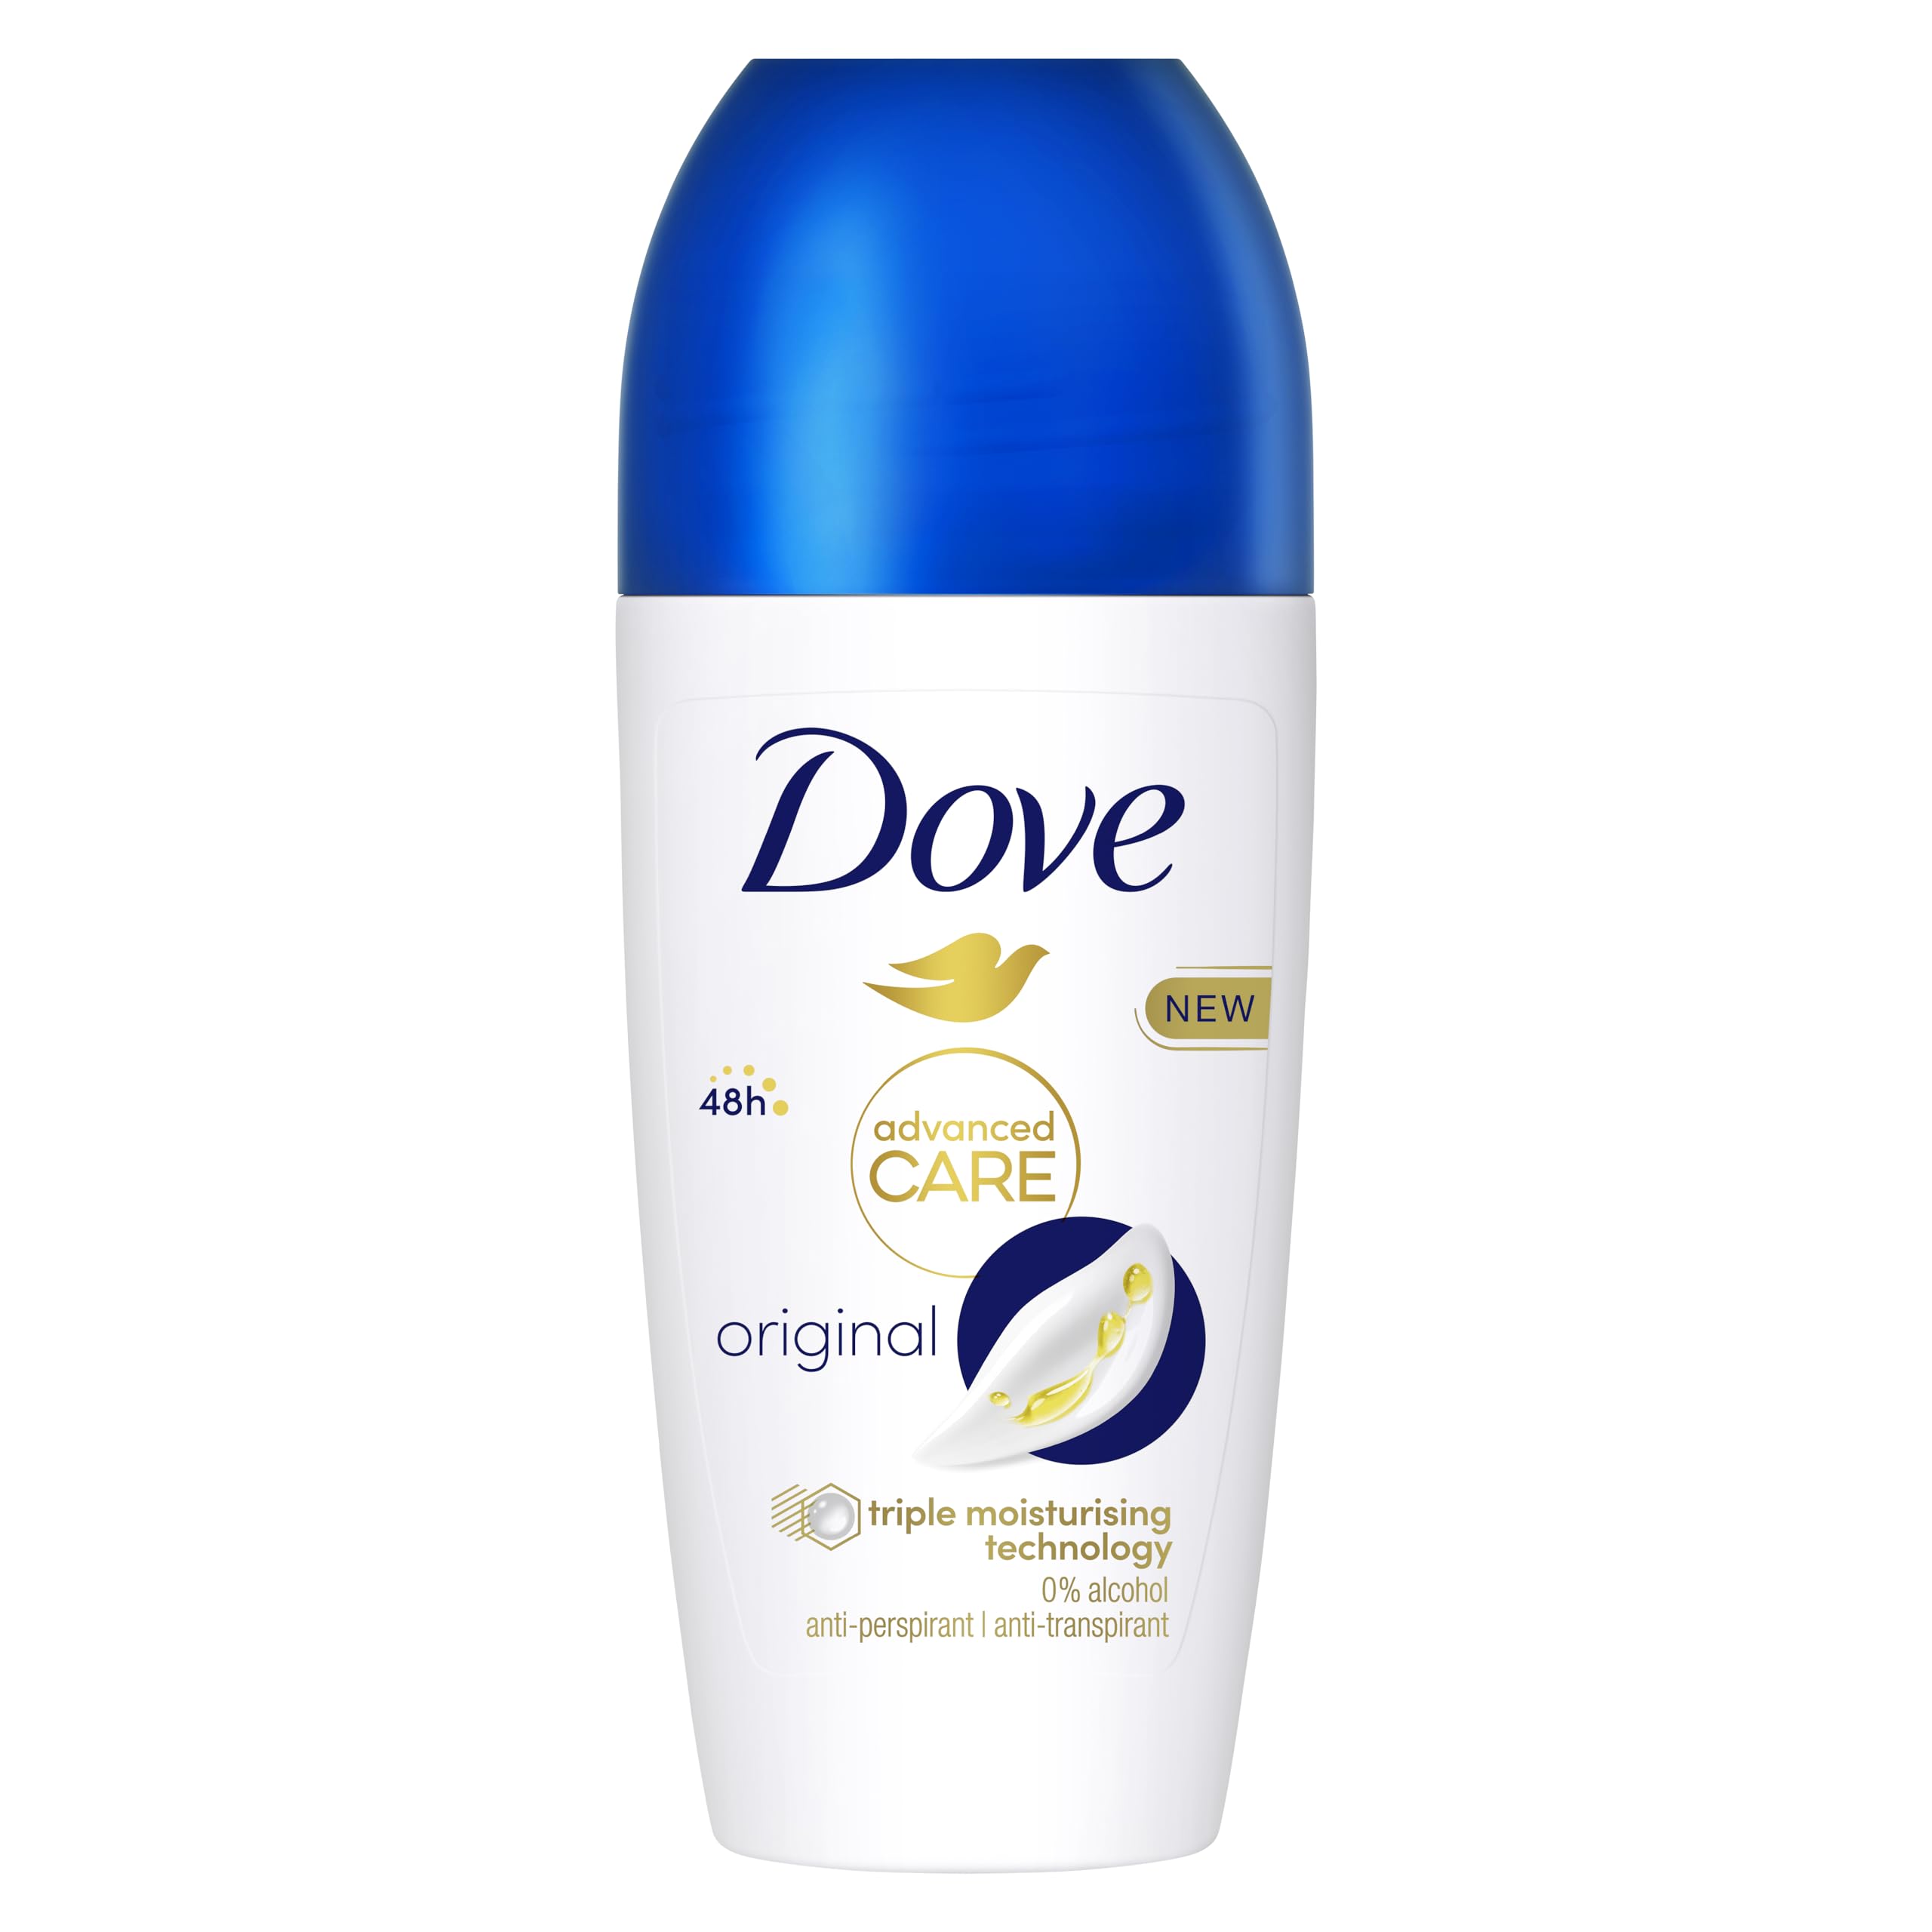 Dove
NEW
48h
advanced
CARE
original
triple moisturising
technology
0% alcohol
anti-perspirant | anti-transpirant